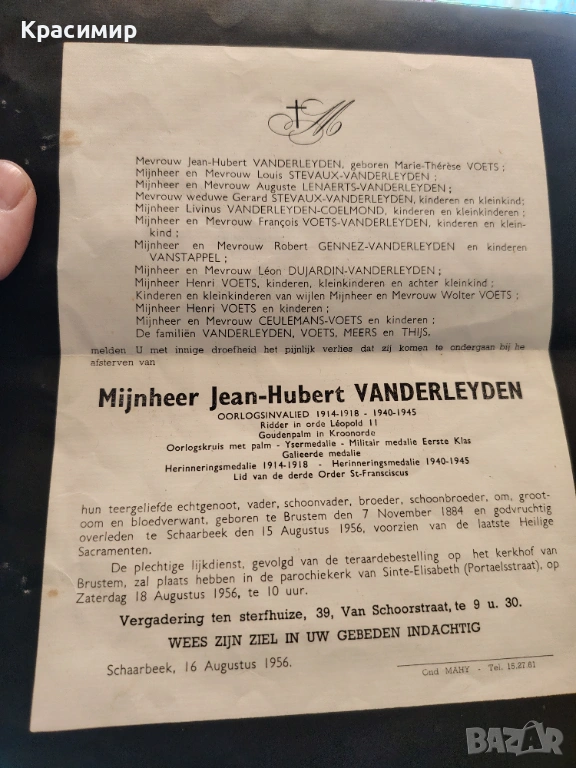 Красимир
M
Mevrouw Jean-Hubert VANDERLEYDEN, geboren Marie-Thérèse VOETS ;
Mijnheer en Mevrouw Louis STEVAUX-VANDERLEYDEN ;
Mijnheer en Mevrouw Auguste LENAERTS-VANDERLEYDEN ;
Mevrouw weduwe Gerard STEVAUX-VANDERLEYDEN, kinderen en kleinkind;
Mijnheer Livinus VANDERLEYDEN-COELMOND, kinderen en kleinkinderen ;
Mijnheer en Mevrouw François VOETS-VANDERLEYDEN, kinderen en klein-
kind ;
Mijnheer en Mevrouw Robert GENNEZ-VANDERLEYDEN en kinderen
VANSTAPPEL ;
Mijnheer en Mevrouw Léon DUJARDIN-VANDERLEYDEN ;
Mijnheer Henri VOETS, kinderen, kleinkinderen en achter kleinkind ;
Kinderen en kleinkinderen van wijlen Mijnheer en Mevrouw Wolter VOETS ;
Mijnheer Henri VOETS en kinderen ;
Mijnheer en Mevrouw CEULEMANS-VOETS en kinderen ;
De familiën VANDERLEYDEN, VOETS, MEERS en THIJS.
melden U met innige droefheid het pijnlijk verlies dat zij komen te ondergaan bij he
afsterven van
Mijnheer Jean-Hubert VANDERLEYDEN
OORLOGSINVALIED 1914-1918 - 1940-1945
Ridder in orde Léopold II
Goudenpalm in Kroonorde
Oorlogskruis met palm - Ysermedalie - Militair medalie Eerste Klas
Galieerde medalie
Herinneringsmedalie 1914-1918 - Herinneringsmedalie 1940-1945
Lid van de derde Order St-Fransciscus
hun teergeliefde echtgenoot, vader, schoonvader, broeder, schoonbroeder, om, groot-
oom en bloedverwant, geboren te Brustem den 7 November 1884 en godvruchtig
overleden te Schaarbeek den 15 Augustus 1956, voorzien van de laatste Heilige
Sacramenten.
De plechtige lijkdienst, gevolgd van de teraardebestelling op het kerkhof van
Brustem, zal plaats hebben in de parochiekerk van Sinte-Elisabeth (Portaelsstraat), op
Zaterdag 18 Augustus 1956, te 10 uur.
Vergadering ten sterfhuize, 39, Van Schoorstraat, te 9 u. 30.
WEES ZIJN ZIEL IN UW GEBEDEN INDACHTIG
Schaarbeek, 16 Augustus 1956.
Ond MAHY - Tel. 15.27.61
BAZAR